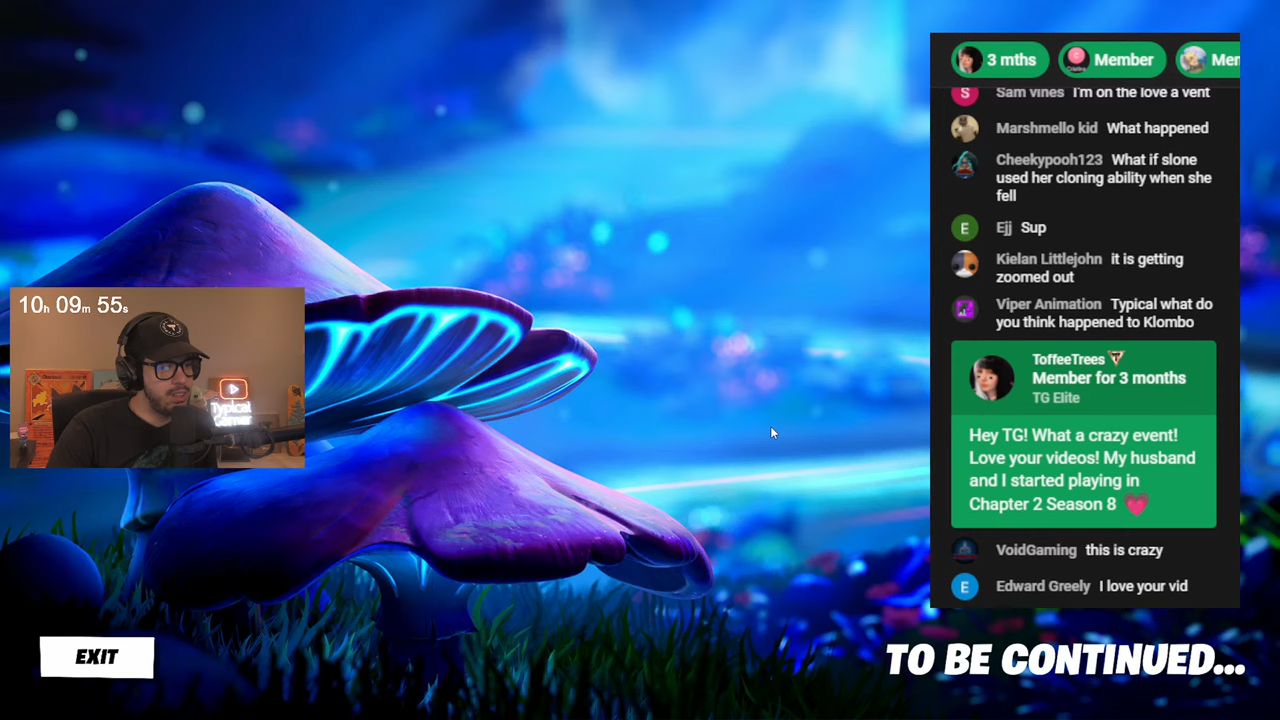 3 mths Member Mem
Sam vines I'm on the love a vent
Marshmello kid What happened
Cheekypooh123 What if slone
used her cloning ability when she
fell
E Ejj Sup
Kielan Littlejohn it is getting
zoomed out
Viper Animation Typical what do
you think happened to Klombo
ToffeeTrees
Member for 3 months
TG Elite
Hey TG! What a crazy event!
Love your videos! My husband
and I started playing in
Chapter 2 Season 8
VoidGaming this is crazy
E Edward Greely I love your vid
10h 09m 55s
Typical
Gamer
EXIT
TO BE CONTINUED...